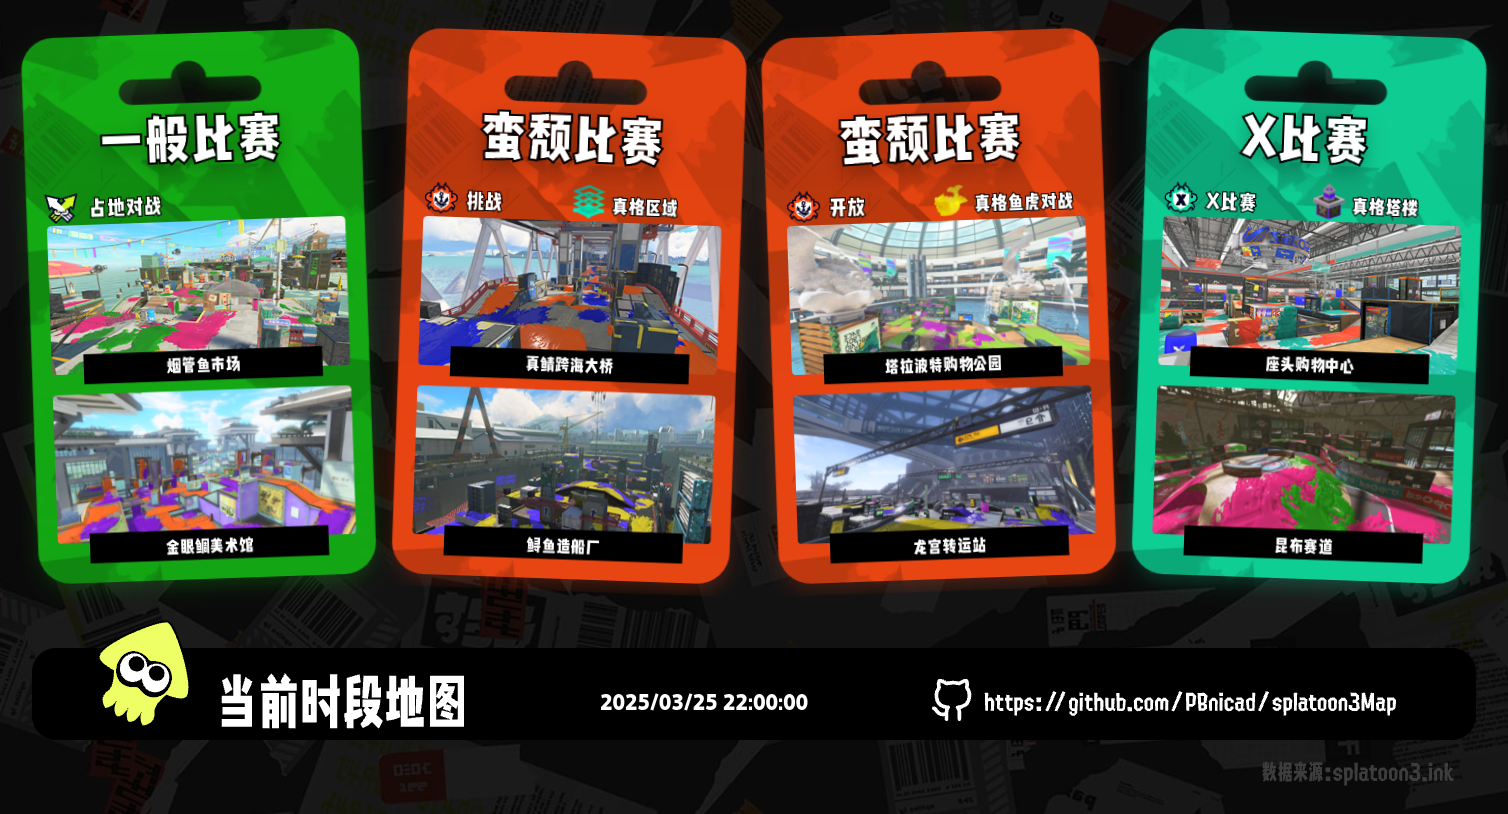 一般比赛
占地对战
烟管鱼市场
金眼鲷美术馆
蛮颓比赛
挑战
真格区域
真鲭跨海大桥
鲟鱼造船厂
蛮颓比赛
开放
真格鱼虎对战
塔拉波特购物公园
龙宫转运站
X比赛
X比赛
真格塔楼
座头购物中心
昆布赛道
当前时段地图
2025/03/25 22:00:00
https://github.com/PBnicad/splatoon3Map
数据来源:splatoon3.ink